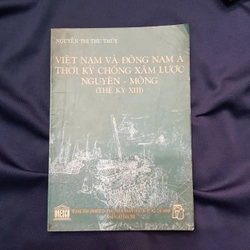 NGUYỄN THỊ THU THỦY
VIỆT NAM VÀ ĐÔNG NAM Á
THỜI KỲ CHỐNG XÂM LƯỢC
NGUYÊN - MÔNG
(THẾ KỶ XIII)
UNESCO